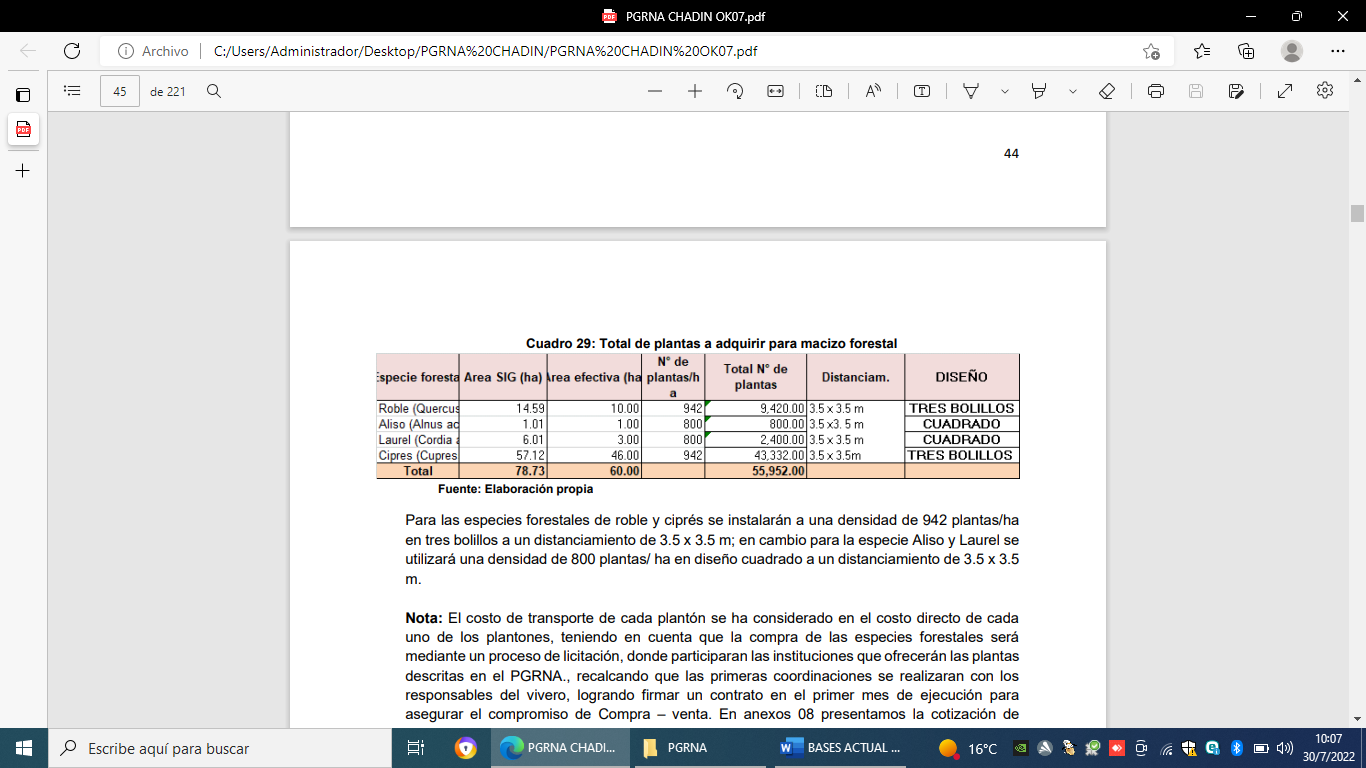 PGRNA CHADIN OK07.pdf
Archivo
C:/Users/Administrador/Desktop/PGRNA%20CHADIN/PGRNA%20CHADIN%20OK07.pdf
45 de 221
44
Cuadro 29: Total de plantas a adquirir para macizo forestal
Especie foresta Area SIG (ha) Area efectiva (ha N° de plantas/h a Total N° de plantas Distanciam. DISEÑO
Roble (Quercus 14.59 10.00 942 9,420.00 3.5 x 3.5 m TRES BOLILLOS
Aliso (Alnus ac 1.01 1.00 800 800.00 3.5 x3. 5 m CUADRADO
Laurel (Cordia a 6.01 3.00 800 2,400.00 3.5 x 3.5 m CUADRADO
Cipres (Cupres 57.12 46.00 942 43,332.00 3.5 x 3.5m TRES BOLILLOS
Total 78.73 60.00 55,952.00
Fuente: Elaboración propia
Para las especies forestales de roble y ciprés se instalarán a una densidad de 942 plantas/ha
en tres bolillos a un distanciamiento de 3.5 x 3.5 m; en cambio para la especie Aliso y Laurel se
utilizará una densidad de 800 plantas/ ha en diseño cuadrado a un distanciamiento de 3.5 x 3.5
m.
Nota: El costo de transporte de cada plantón se ha considerado en el costo directo de cada
uno de los plantones, teniendo en cuenta que la compra de las especies forestales será
mediante un proceso de licitación, donde participaran las instituciones que ofrecerán las plantas
descritas en el PGRNA., recalcando que las primeras coordinaciones se realizaran con los
responsables del vivero, logrando firmar un contrato en el primer mes de ejecución para
asegurar el compromiso de Compra – venta. En anexos 08 presentamos la cotización de
Escribe aquí para buscar
PGRNA CHADI...
PGRNA
BASES ACTUAL ...
16°C
10:07
30/7/2022